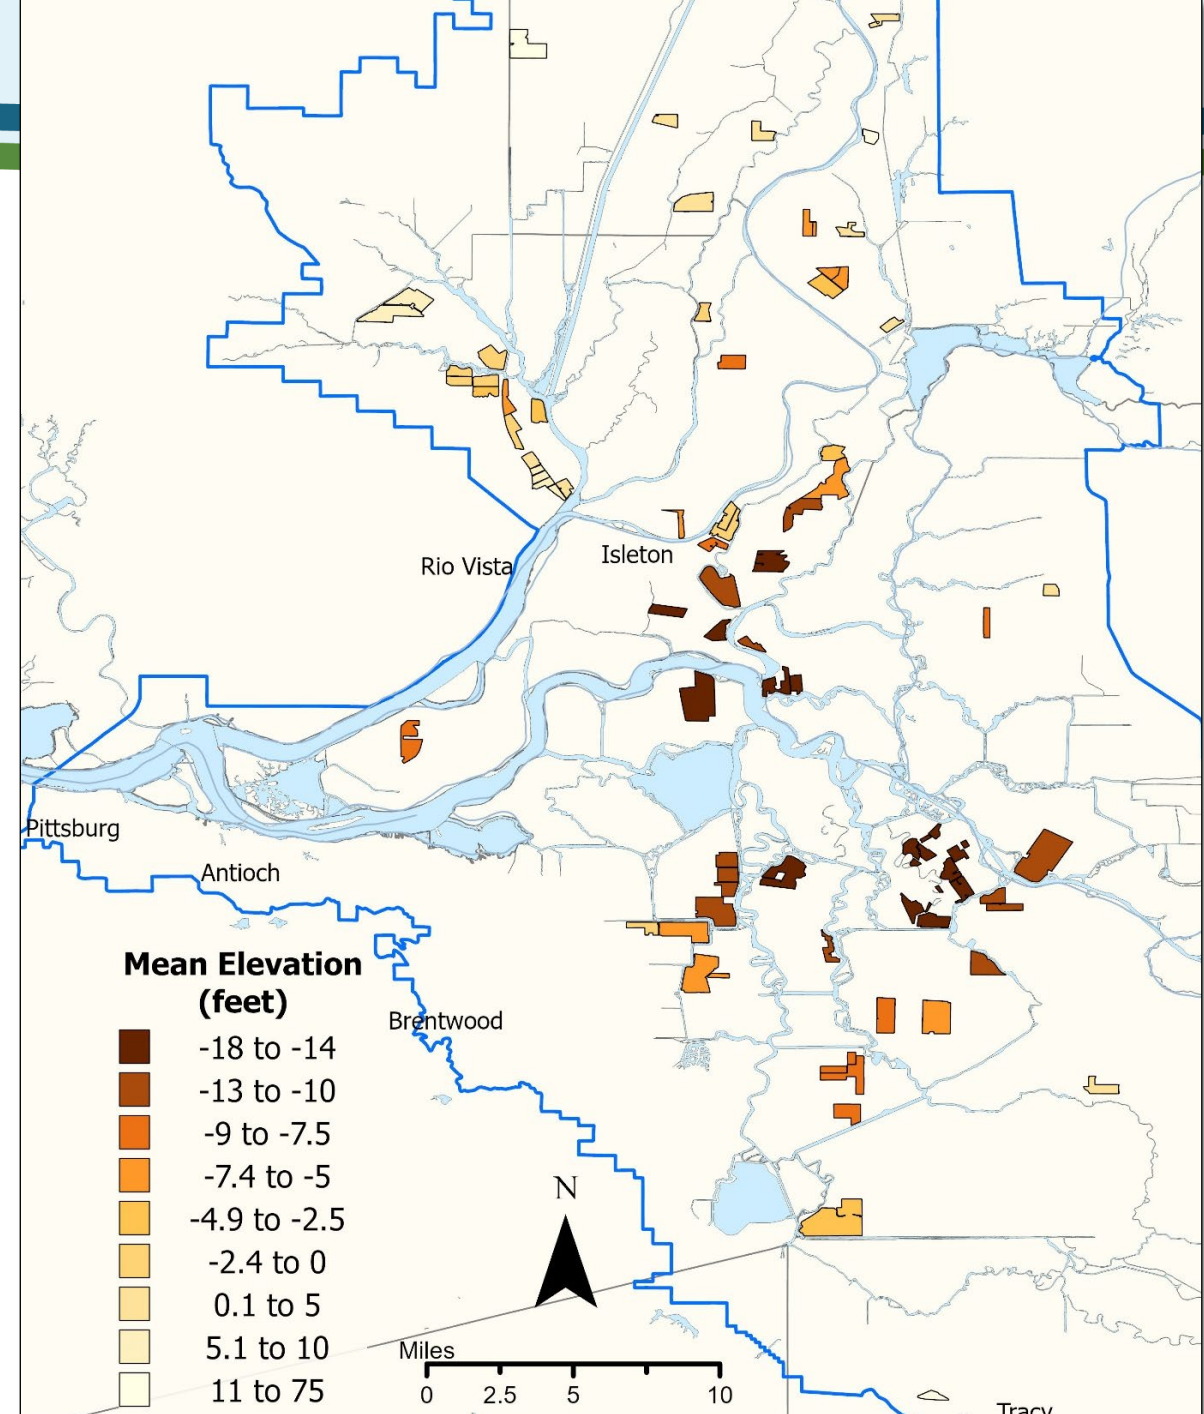 Isleton
Rio Vista
Pittsburg
Antioch
Mean Elevation
(feet)
Brentwood
-18 to -14
-13 to -10
-9 to -7.5
-7.4 to -5
-4.9 to -2.5
-2.4 to 0
0.1 to 5
5.1 to 10
11 to 75
N
Miles
0 2.5 5 10
Tracy